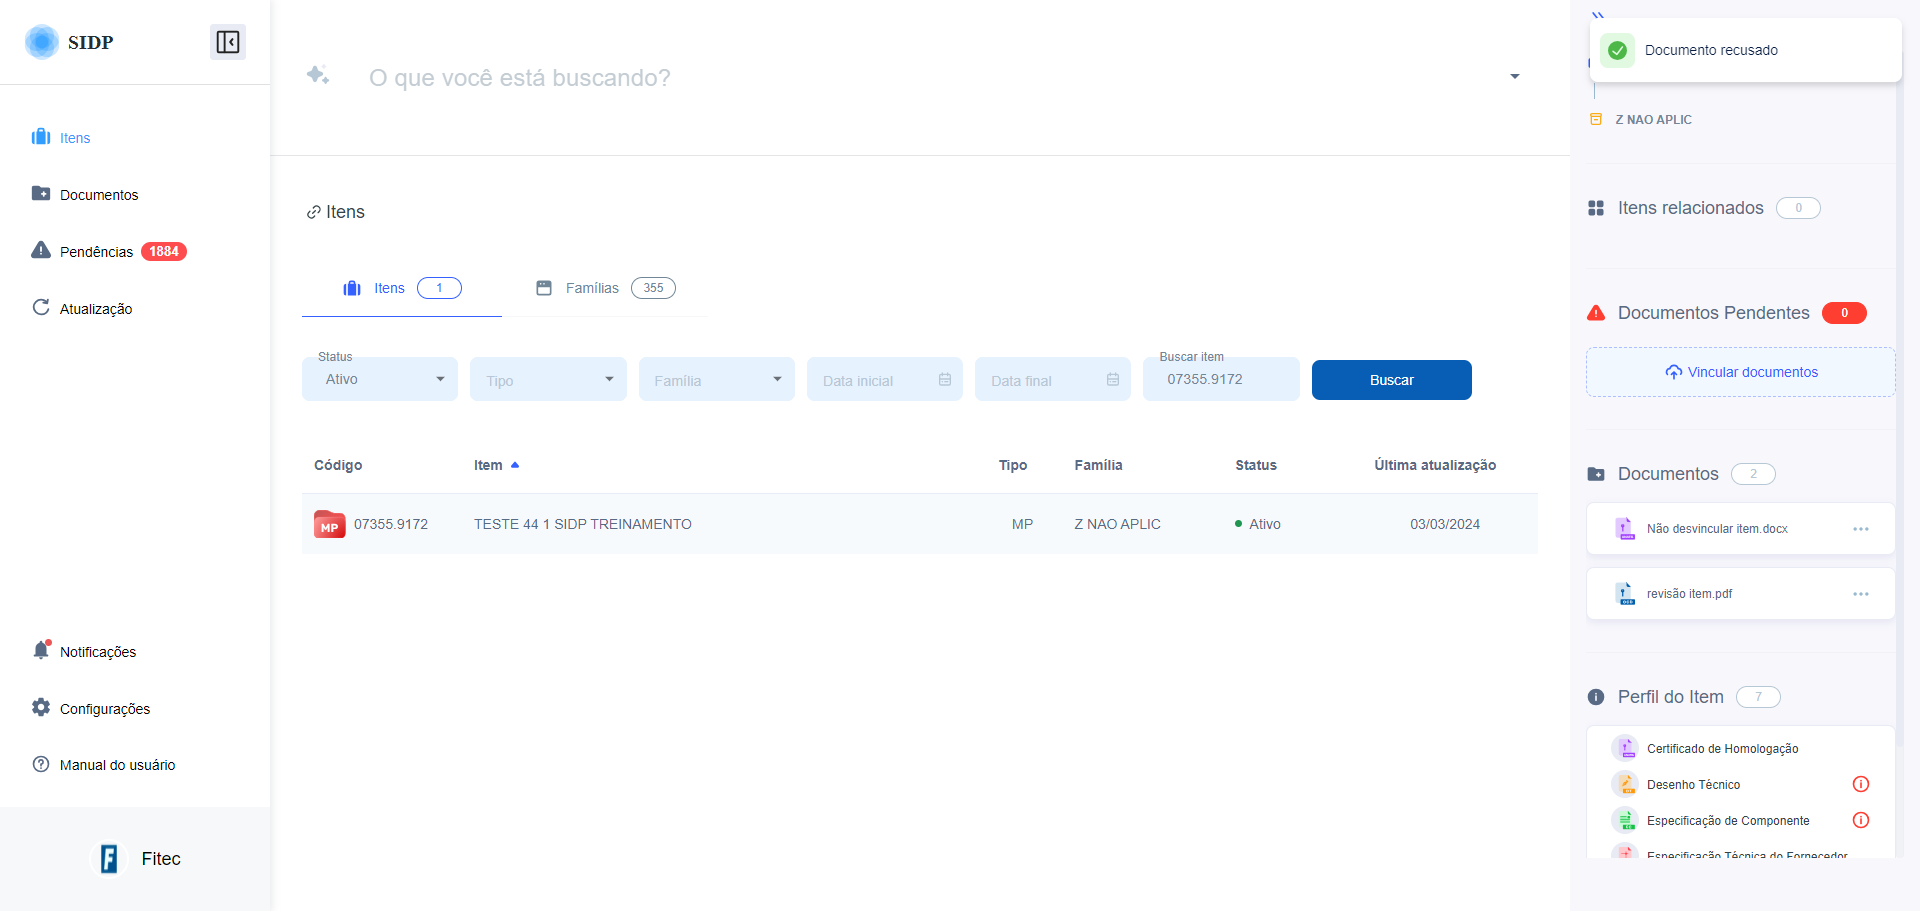 SIDP
Itens
Documentos
Pendências 1884
Atualização
Notificações
Configurações
Manual do usuário
Fitec
O que você está buscando?
Itens
Itens 1
Famílias 355
Status
Ativo
Tipo
Família
Data inicial
Data final
Buscar item
07355.9172
Buscar
Código Item Tipo Família Status Última atualização
MP 07355.9172 TESTE 44 1 SIDP TREINAMENTO MP Z NAO APLIC Ativo 03/03/2024
Documento recusado
Z NAO APLIC
Itens relacionados 0
Documentos Pendentes 0
Vincular documentos
Documentos 2
Não desvincular item.docx
revisão item.pdf
Perfil do Item 7
Certificado de Homologação
Desenho Técnico
Especificação de Componente
Especificação Técnica do Fornecedor